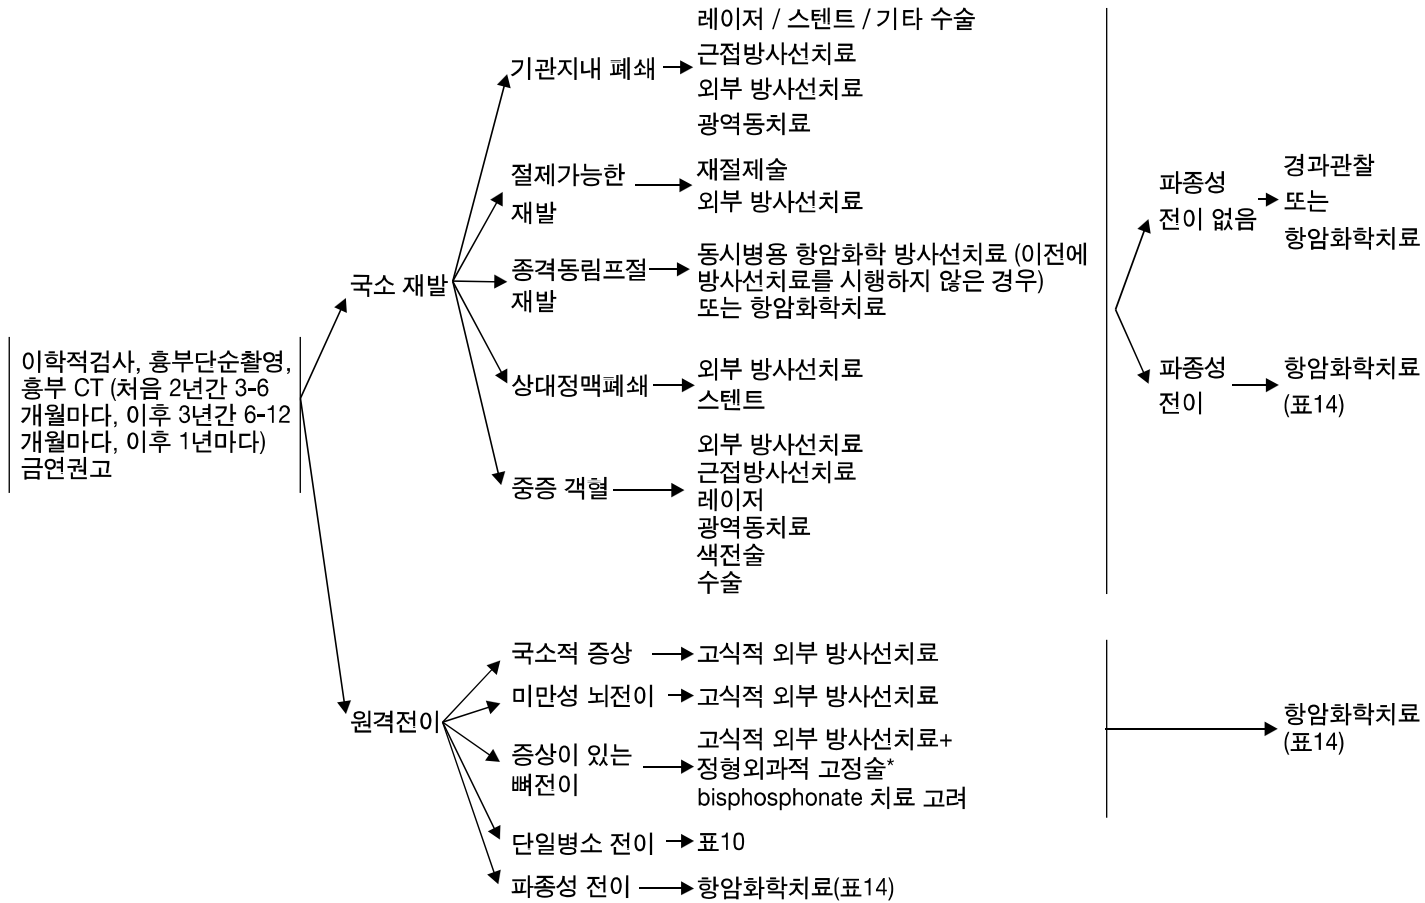 이학적검사, 흉부단순촬영,
흉부 CT (처음 2년간 3-6
개월마다, 이후 3년간 6-12
개월마다, 이후 1년마다)
금연권고
국소 재발
기관지내 폐쇄
레이저 / 스텐트 / 기타 수술
근접방사선치료
외부 방사선치료
광역동치료
절제가능한
재발
재절제술
외부 방사선치료
종격동림프절
재발
동시병용 항암화학 방사선치료 (이전에
방사선치료를 시행하지 않은 경우)
또는 항암화학치료
상대정맥폐쇄
외부 방사선치료
스텐트
중증 객혈
외부 방사선치료
근접방사선치료
레이저
광역동치료
색전술
수술
파종성
전이 없음
경과관찰
또는
항암화학치료
파종성
전이
항암화학치료
(표14)
원격전이
국소적 증상
고식적 외부 방사선치료
미만성 뇌전이
고식적 외부 방사선치료
증상이 있는
뼈전이
고식적 외부 방사선치료+
정형외과적 고정술*
bisphosphonate 치료 고려
단일병소 전이
표10
파종성 전이
항암화학치료(표14)
항암화학치료
(표14)